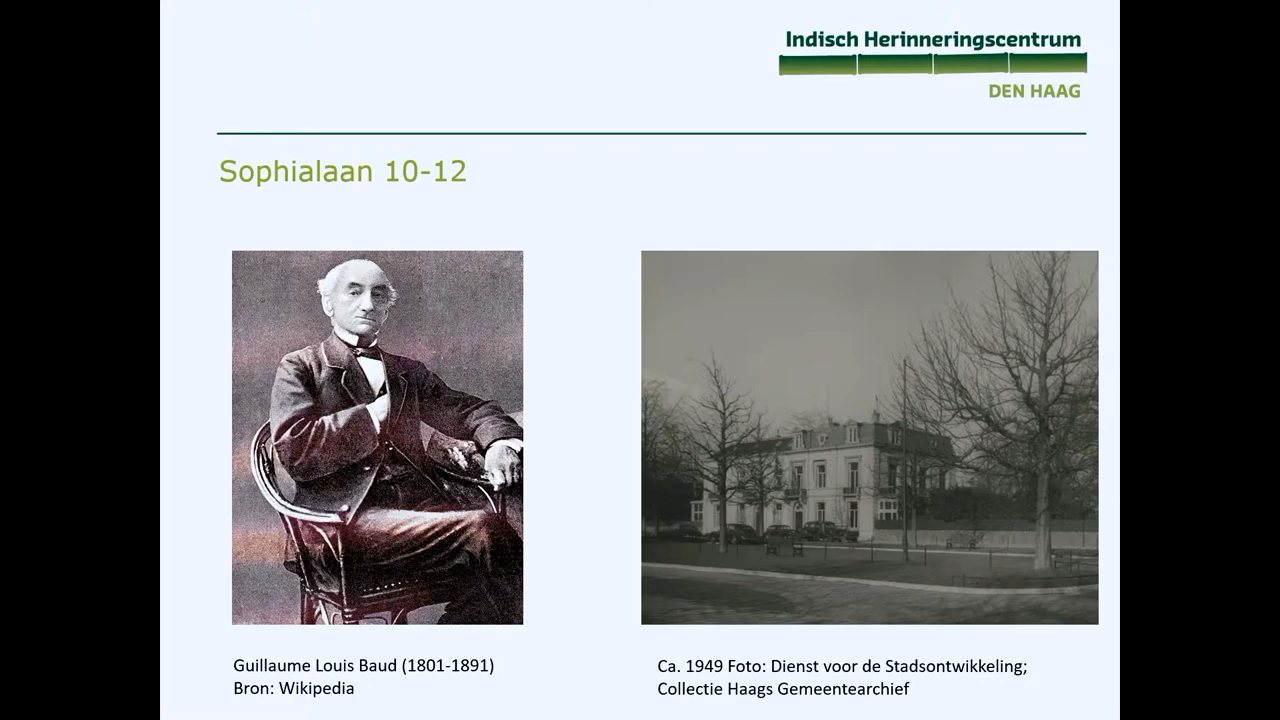 Indisch Herinneringscentrum
DEN HAAG
Sophialaan 10-12
Guillaume Louis Baud (1801-1891)
Bron: Wikipedia
Ca. 1949 Foto: Dienst voor de Stadsontwikkeling;
Collectie Haags Gemeentearchief